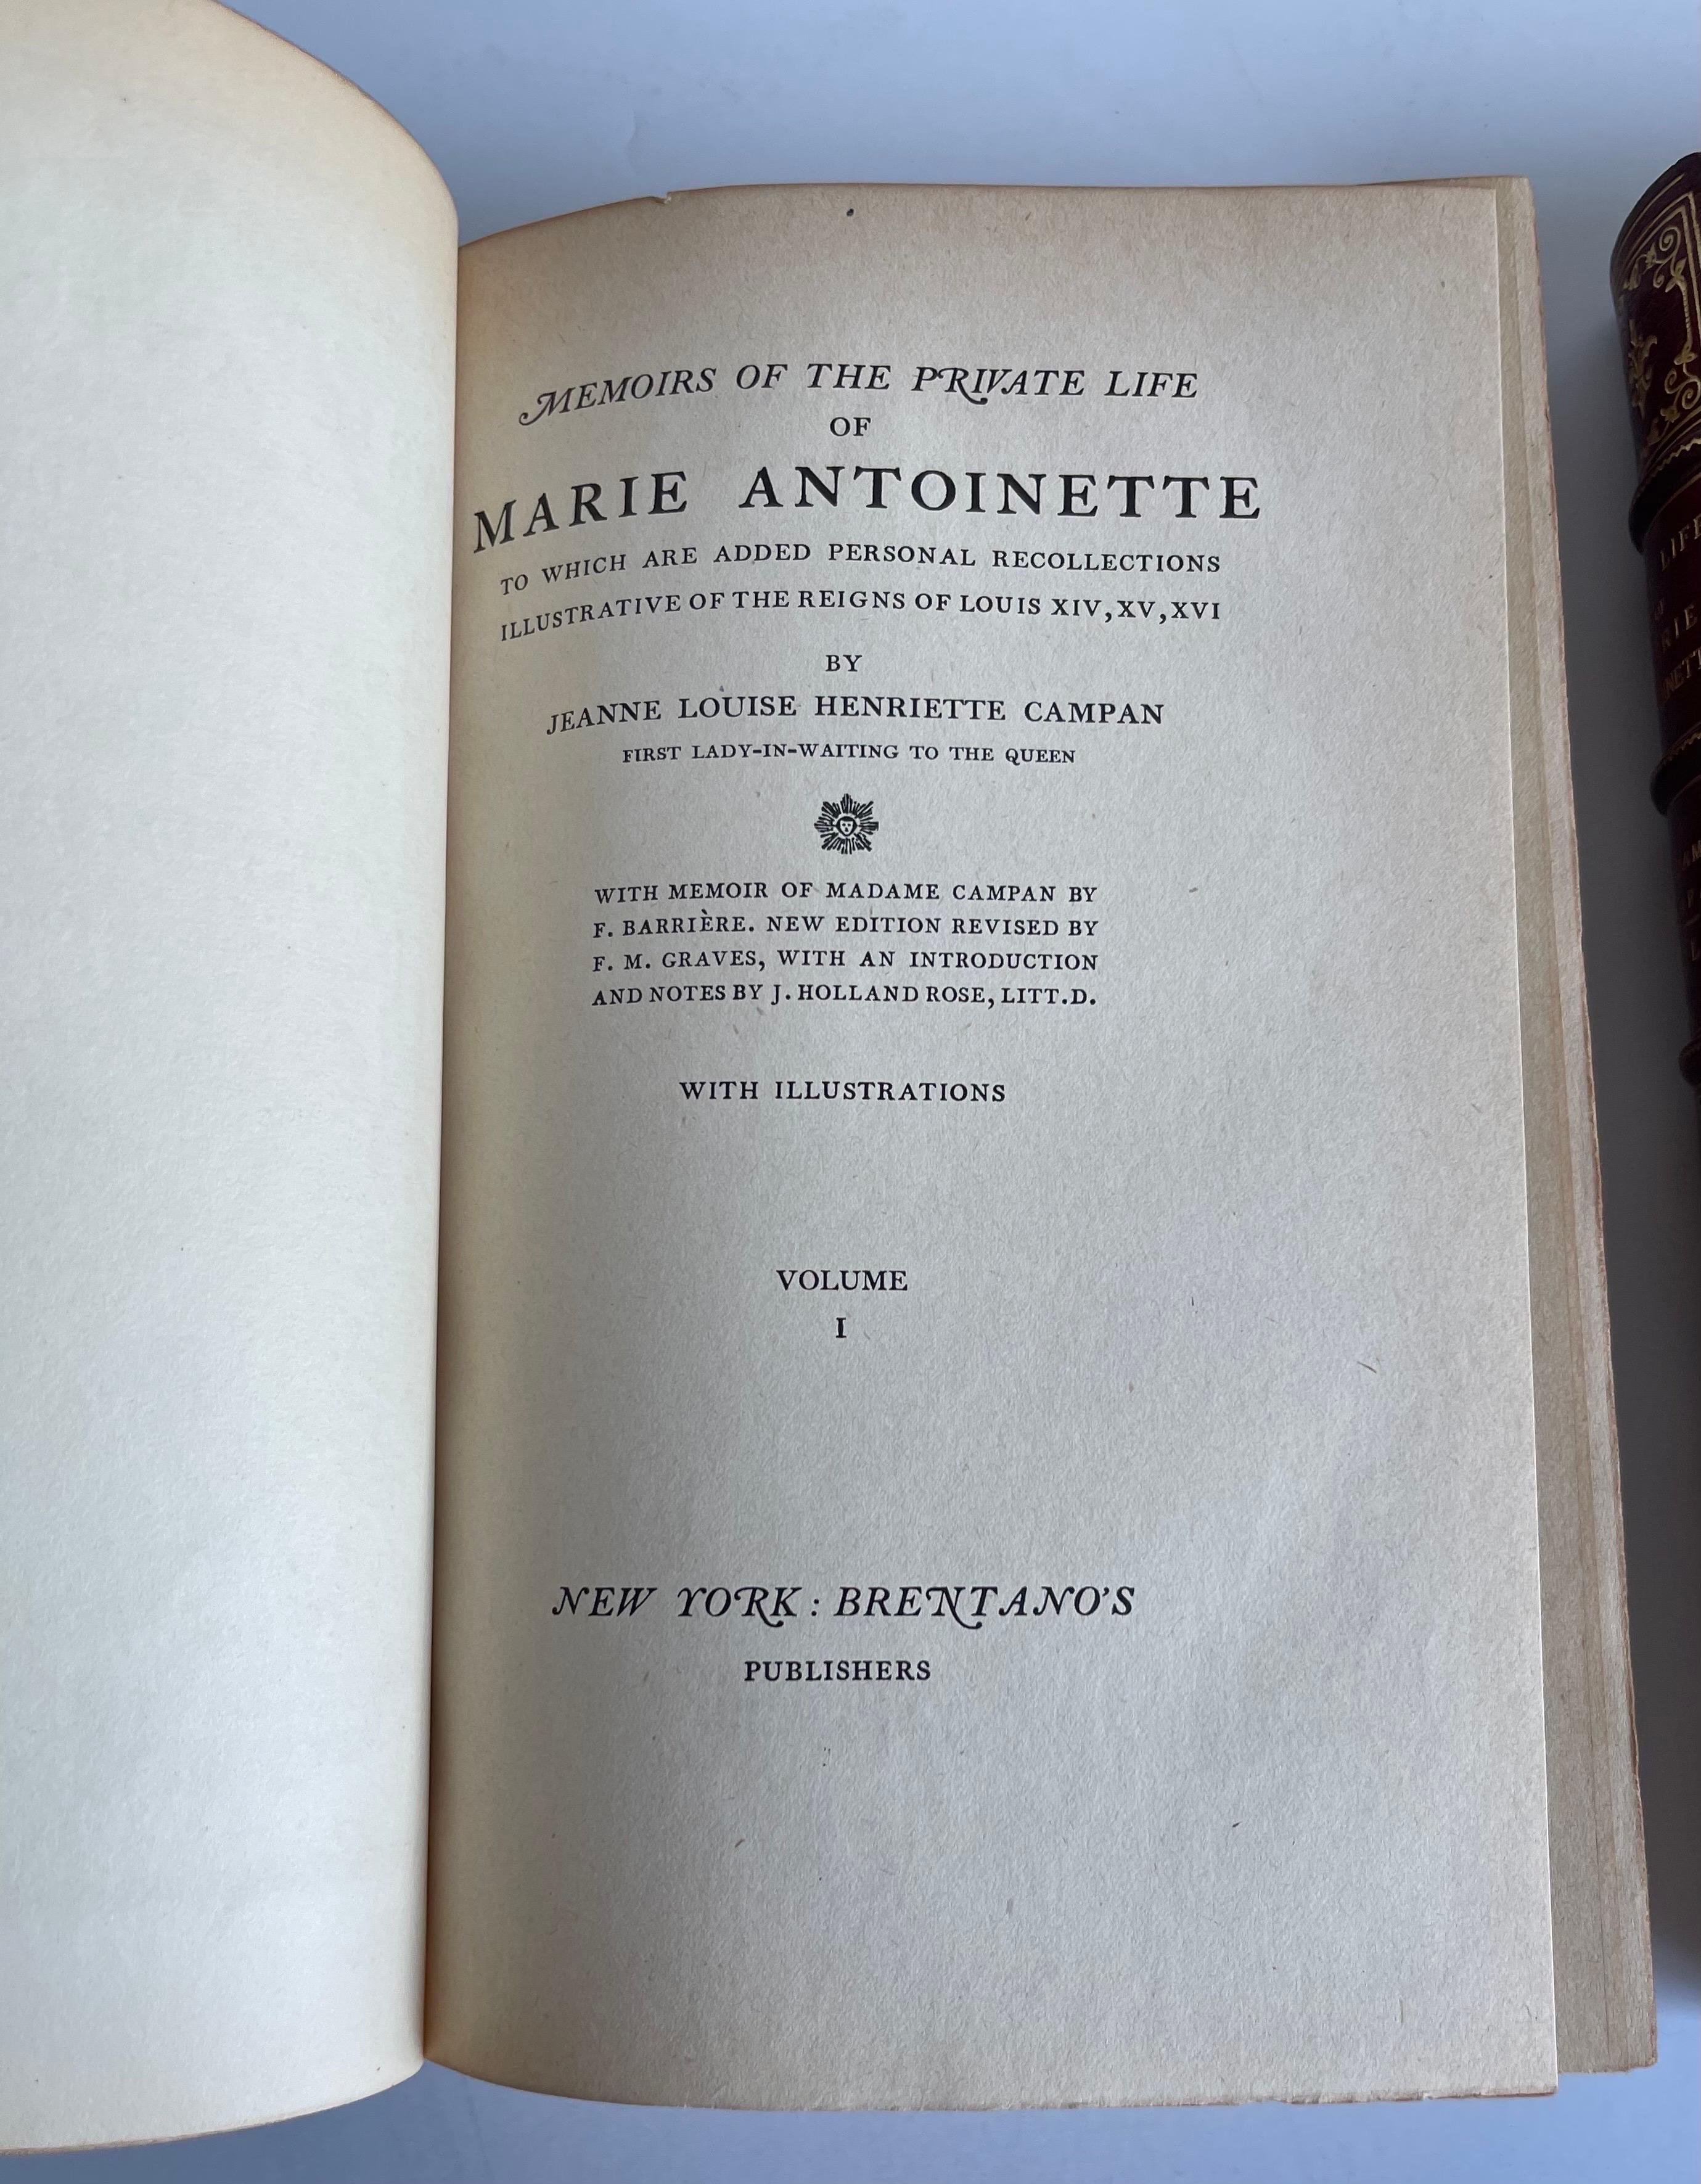 MEMOIRS OF THE PRIVATE LIFE
OF
MARIE ANTOINETTE
TO WHICH ARE ADDED PERSONAL RECOLLECTIONS
ILLUSTRATIVE OF THE REIGNS OF LOUIS XIV, XV, XVI
BY
JEANNE LOUISE HENRIETTE CAMPAN
FIRST LADY-IN-WAITING TO THE QUEEN
WITH MEMOIR OF MADAME CAMPAN BY
F. BARRIÈRE. NEW EDITION REVISED BY
F. M. GRAVES, WITH AN INTRODUCTION
AND NOTES BY J. HOLLAND ROSE, LITT.D.
WITH ILLUSTRATIONS
VOLUME
I
NEW YORK : BRENTANO'S
PUBLISHERS
LIFE
OF